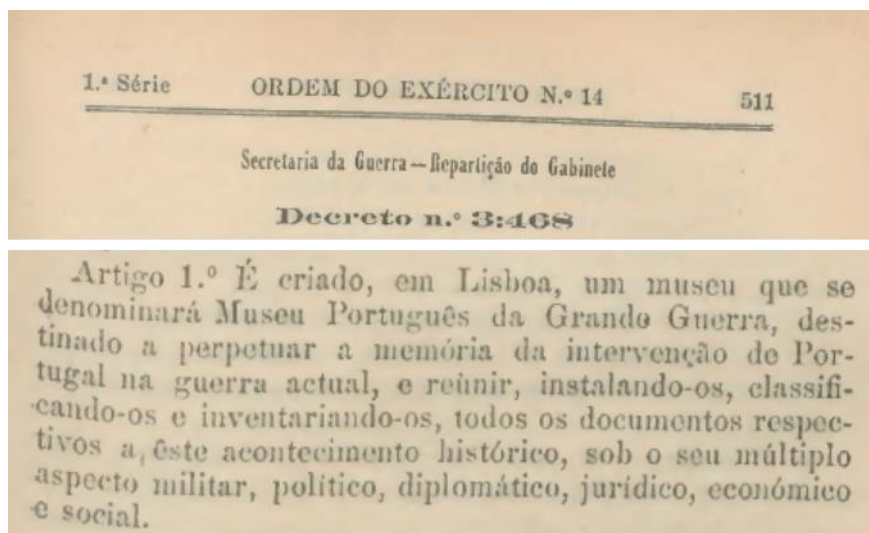 1.ª Série ORDEM DO EXÉRCITO N.º 14 511
Secretaria da Guerra—Repartição do Gabinete
Decreto n.º 3:468
Artigo 1.º É criado, em Lisboa, um museu que se
denominará Museu Português da Grande Guerra, des-
tinado a perpetuar a memória da intervenção de Por-
tugal na guerra actual, e reùnir, instalando-os, classifi-
cando-os e inventariando-os, todos os documentos respec-
tivos a êste acontecimento histórico, sob o seu múltiplo
aspecto militar, político, diplomático, jurídico, económico
e social.